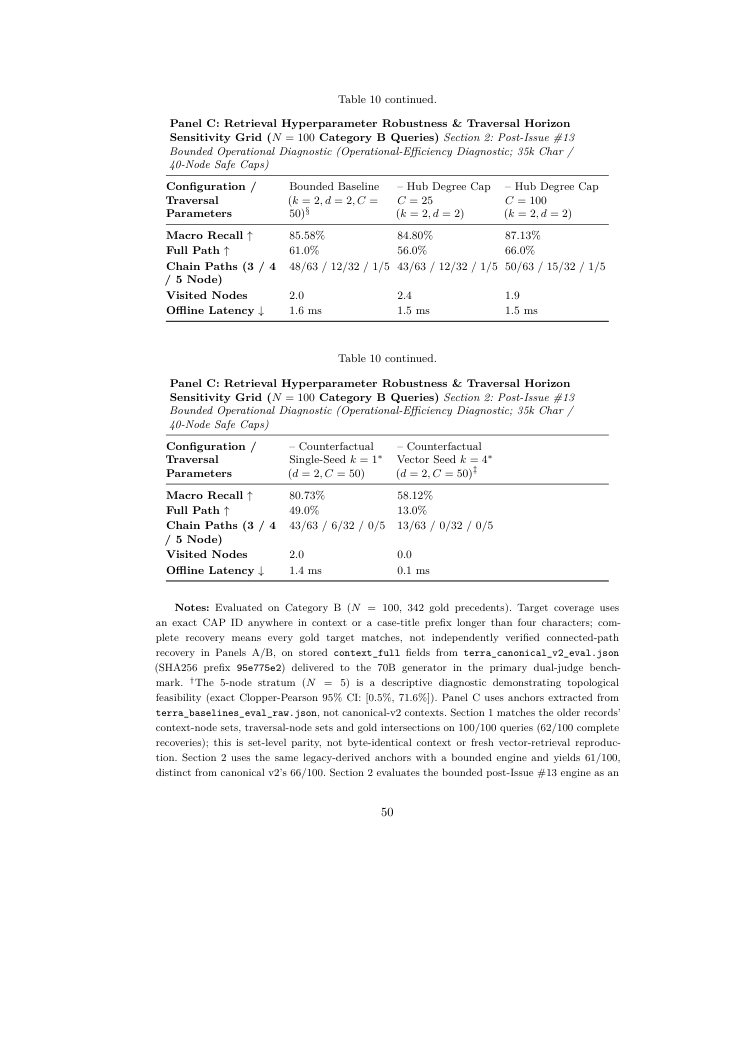 Table 10 continued.
Panel C: Retrieval Hyperparameter Robustness & Traversal Horizon
Sensitivity Grid (N = 100 Category B Queries) Section 2: Post-Issue #13
Bounded Operational Diagnostic (Operational-Efficiency Diagnostic; 35k Char /
40-Node Safe Caps)
Configuration / Bounded Baseline – Hub Degree Cap – Hub Degree Cap
Traversal (k = 2, d = 2, C = C = 25 C = 100
Parameters 50)§ (k = 2, d = 2) (k = 2, d = 2)
Macro Recall ↑ 85.58% 84.80% 87.13%
Full Path ↑ 61.0% 56.0% 66.0%
Chain Paths (3 / 4 48/63 / 12/32 / 1/5 43/63 / 12/32 / 1/5 50/63 / 15/32 / 1/5
/ 5 Node)
Visited Nodes 2.0 2.4 1.9
Offline Latency ↓ 1.6 ms 1.5 ms 1.5 ms
Table 10 continued.
Panel C: Retrieval Hyperparameter Robustness & Traversal Horizon
Sensitivity Grid (N = 100 Category B Queries) Section 2: Post-Issue #13
Bounded Operational Diagnostic (Operational-Efficiency Diagnostic; 35k Char /
40-Node Safe Caps)
Configuration / – Counterfactual – Counterfactual
Traversal Single-Seed k = 1* Vector Seed k = 4*
Parameters (d = 2, C = 50) (d = 2, C = 50)‡
Macro Recall ↑ 80.73% 58.12%
Full Path ↑ 49.0% 13.0%
Chain Paths (3 / 4 43/63 / 6/32 / 0/5 13/63 / 0/32 / 0/5
/ 5 Node)
Visited Nodes 2.0 0.0
Offline Latency ↓ 1.4 ms 0.1 ms
Notes: Evaluated on Category B (N = 100, 342 gold precedents). Target coverage uses
an exact CAP ID anywhere in context or a case-title prefix longer than four characters; com-
plete recovery means every gold target matches, not independently verified connected-path
recovery in Panels A/B, on stored context_full fields from terra_canonical_v2_eval.json
(SHA256 prefix 95e775e2) delivered to the 70B generator in the primary dual-judge bench-
mark. †The 5-node stratum (N = 5) is a descriptive diagnostic demonstrating topological
feasibility (exact Clopper-Pearson 95% CI: [0.5%, 71.6%]). Panel C uses anchors extracted from
terra_baselines_eval_raw.json, not canonical-v2 contexts. Section 1 matches the older records'
context-node sets, traversal-node sets and gold intersections on 100/100 queries (62/100 complete
recoveries); this is set-level parity, not byte-identical context or fresh vector-retrieval reproduc-
tion. Section 2 uses the same legacy-derived anchors with a bounded engine and yields 61/100,
distinct from canonical v2's 66/100. Section 2 evaluates the bounded post-Issue #13 engine as an
50